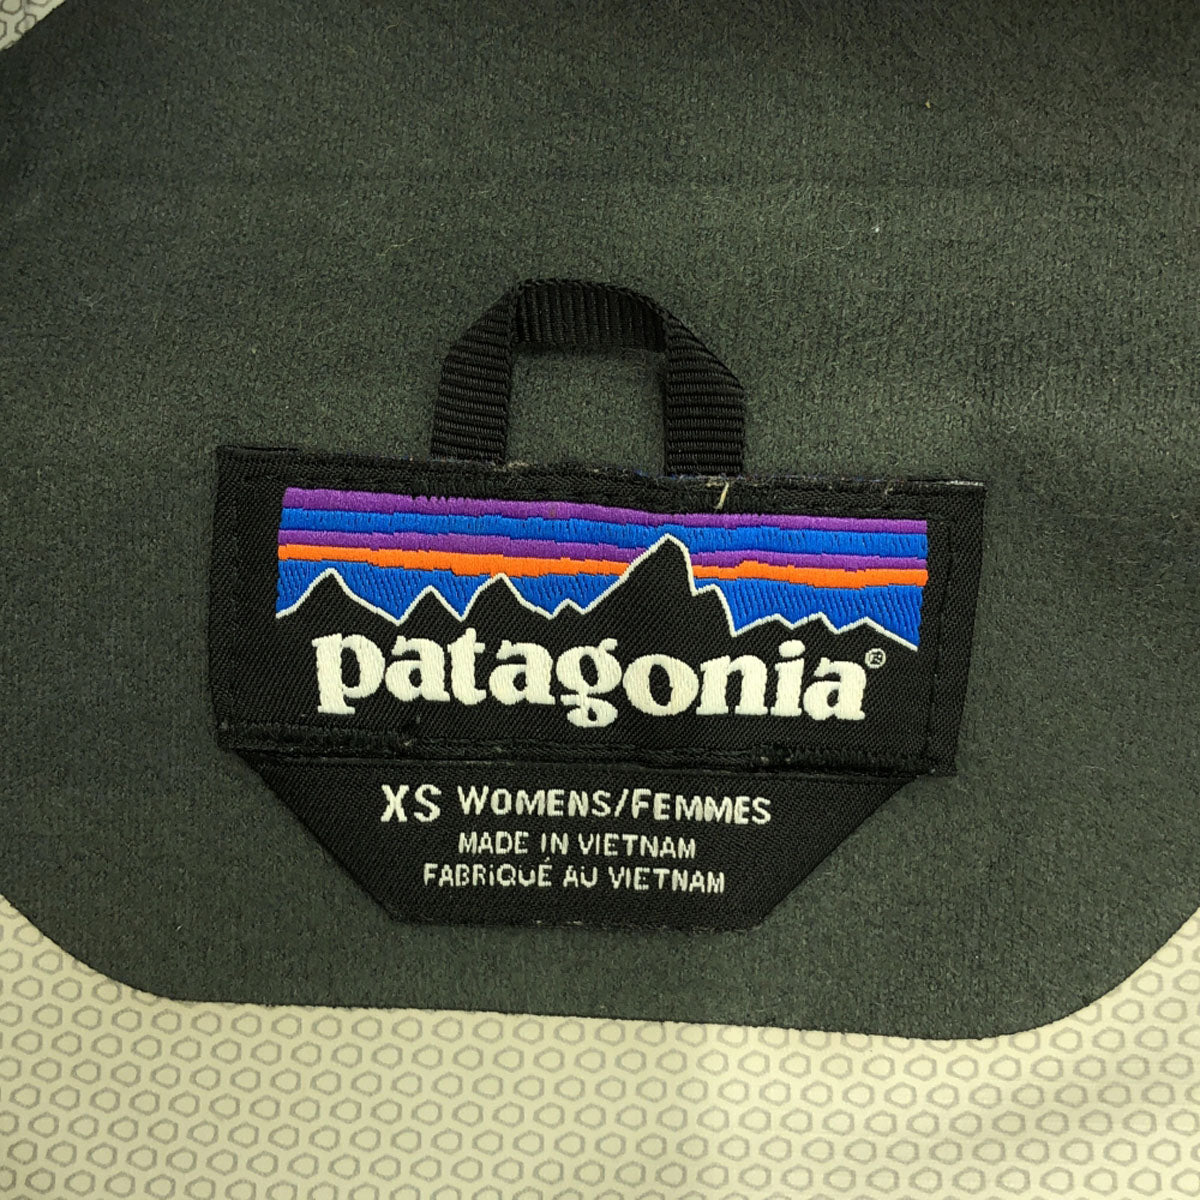 patagonia®
XS WOMENS/FEMMES
MADE IN VIETNAM
FABRIQUÉ AU VIETNAM